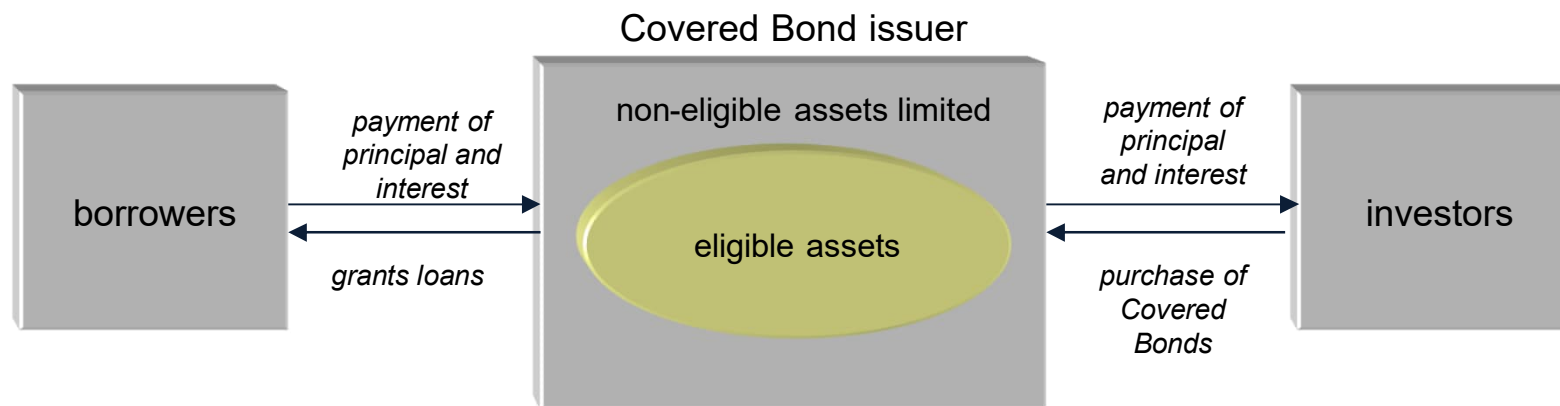 Covered Bond issuer
borrowers
payment of
principal and
interest
grants loans
non-eligible assets limited
eligible assets
payment of
principal
and interest
purchase of
Covered
Bonds
investors